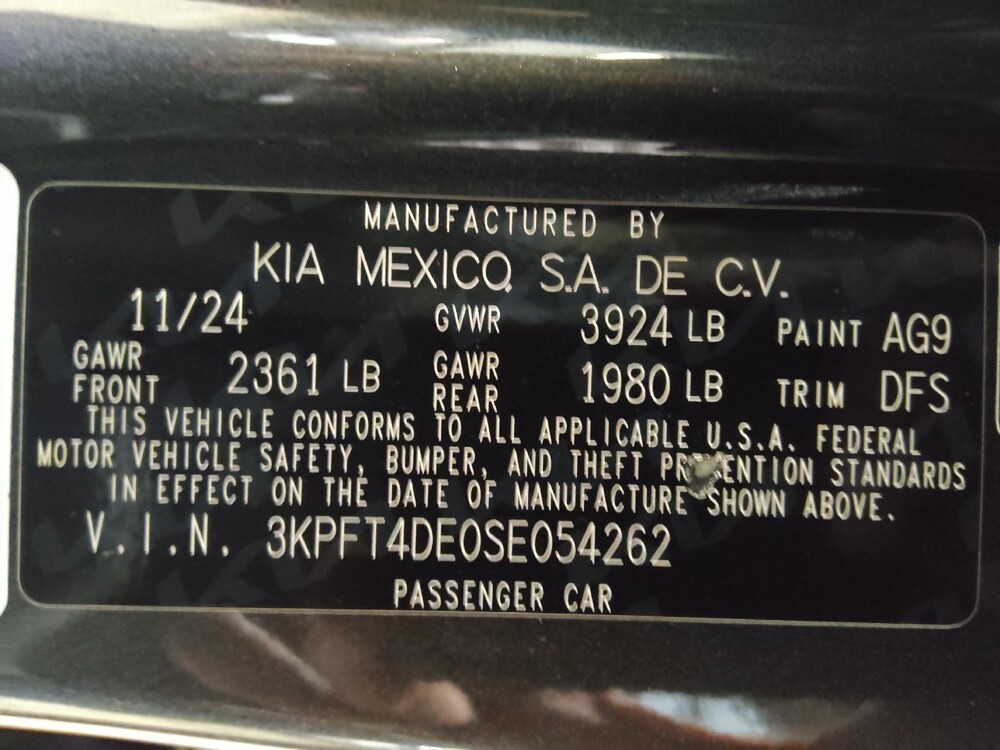 MANUFACTURED BY
KIA MEXICO, S.A. DE C.V.
11/24 GVWR 3924 LB PAINT AG9
GAWR FRONT 2361 LB GAWR REAR 1980 LB TRIM DFS
THIS VEHICLE CONFORMS TO ALL APPLICABLE U.S.A. FEDERAL
MOTOR VEHICLE SAFETY, BUMPER, AND THEFT PREVENTION STANDARDS
IN EFFECT ON THE DATE OF MANUFACTURE SHOWN ABOVE.
V.I.N. 3KPFT4DE0SE054262
PASSENGER CAR